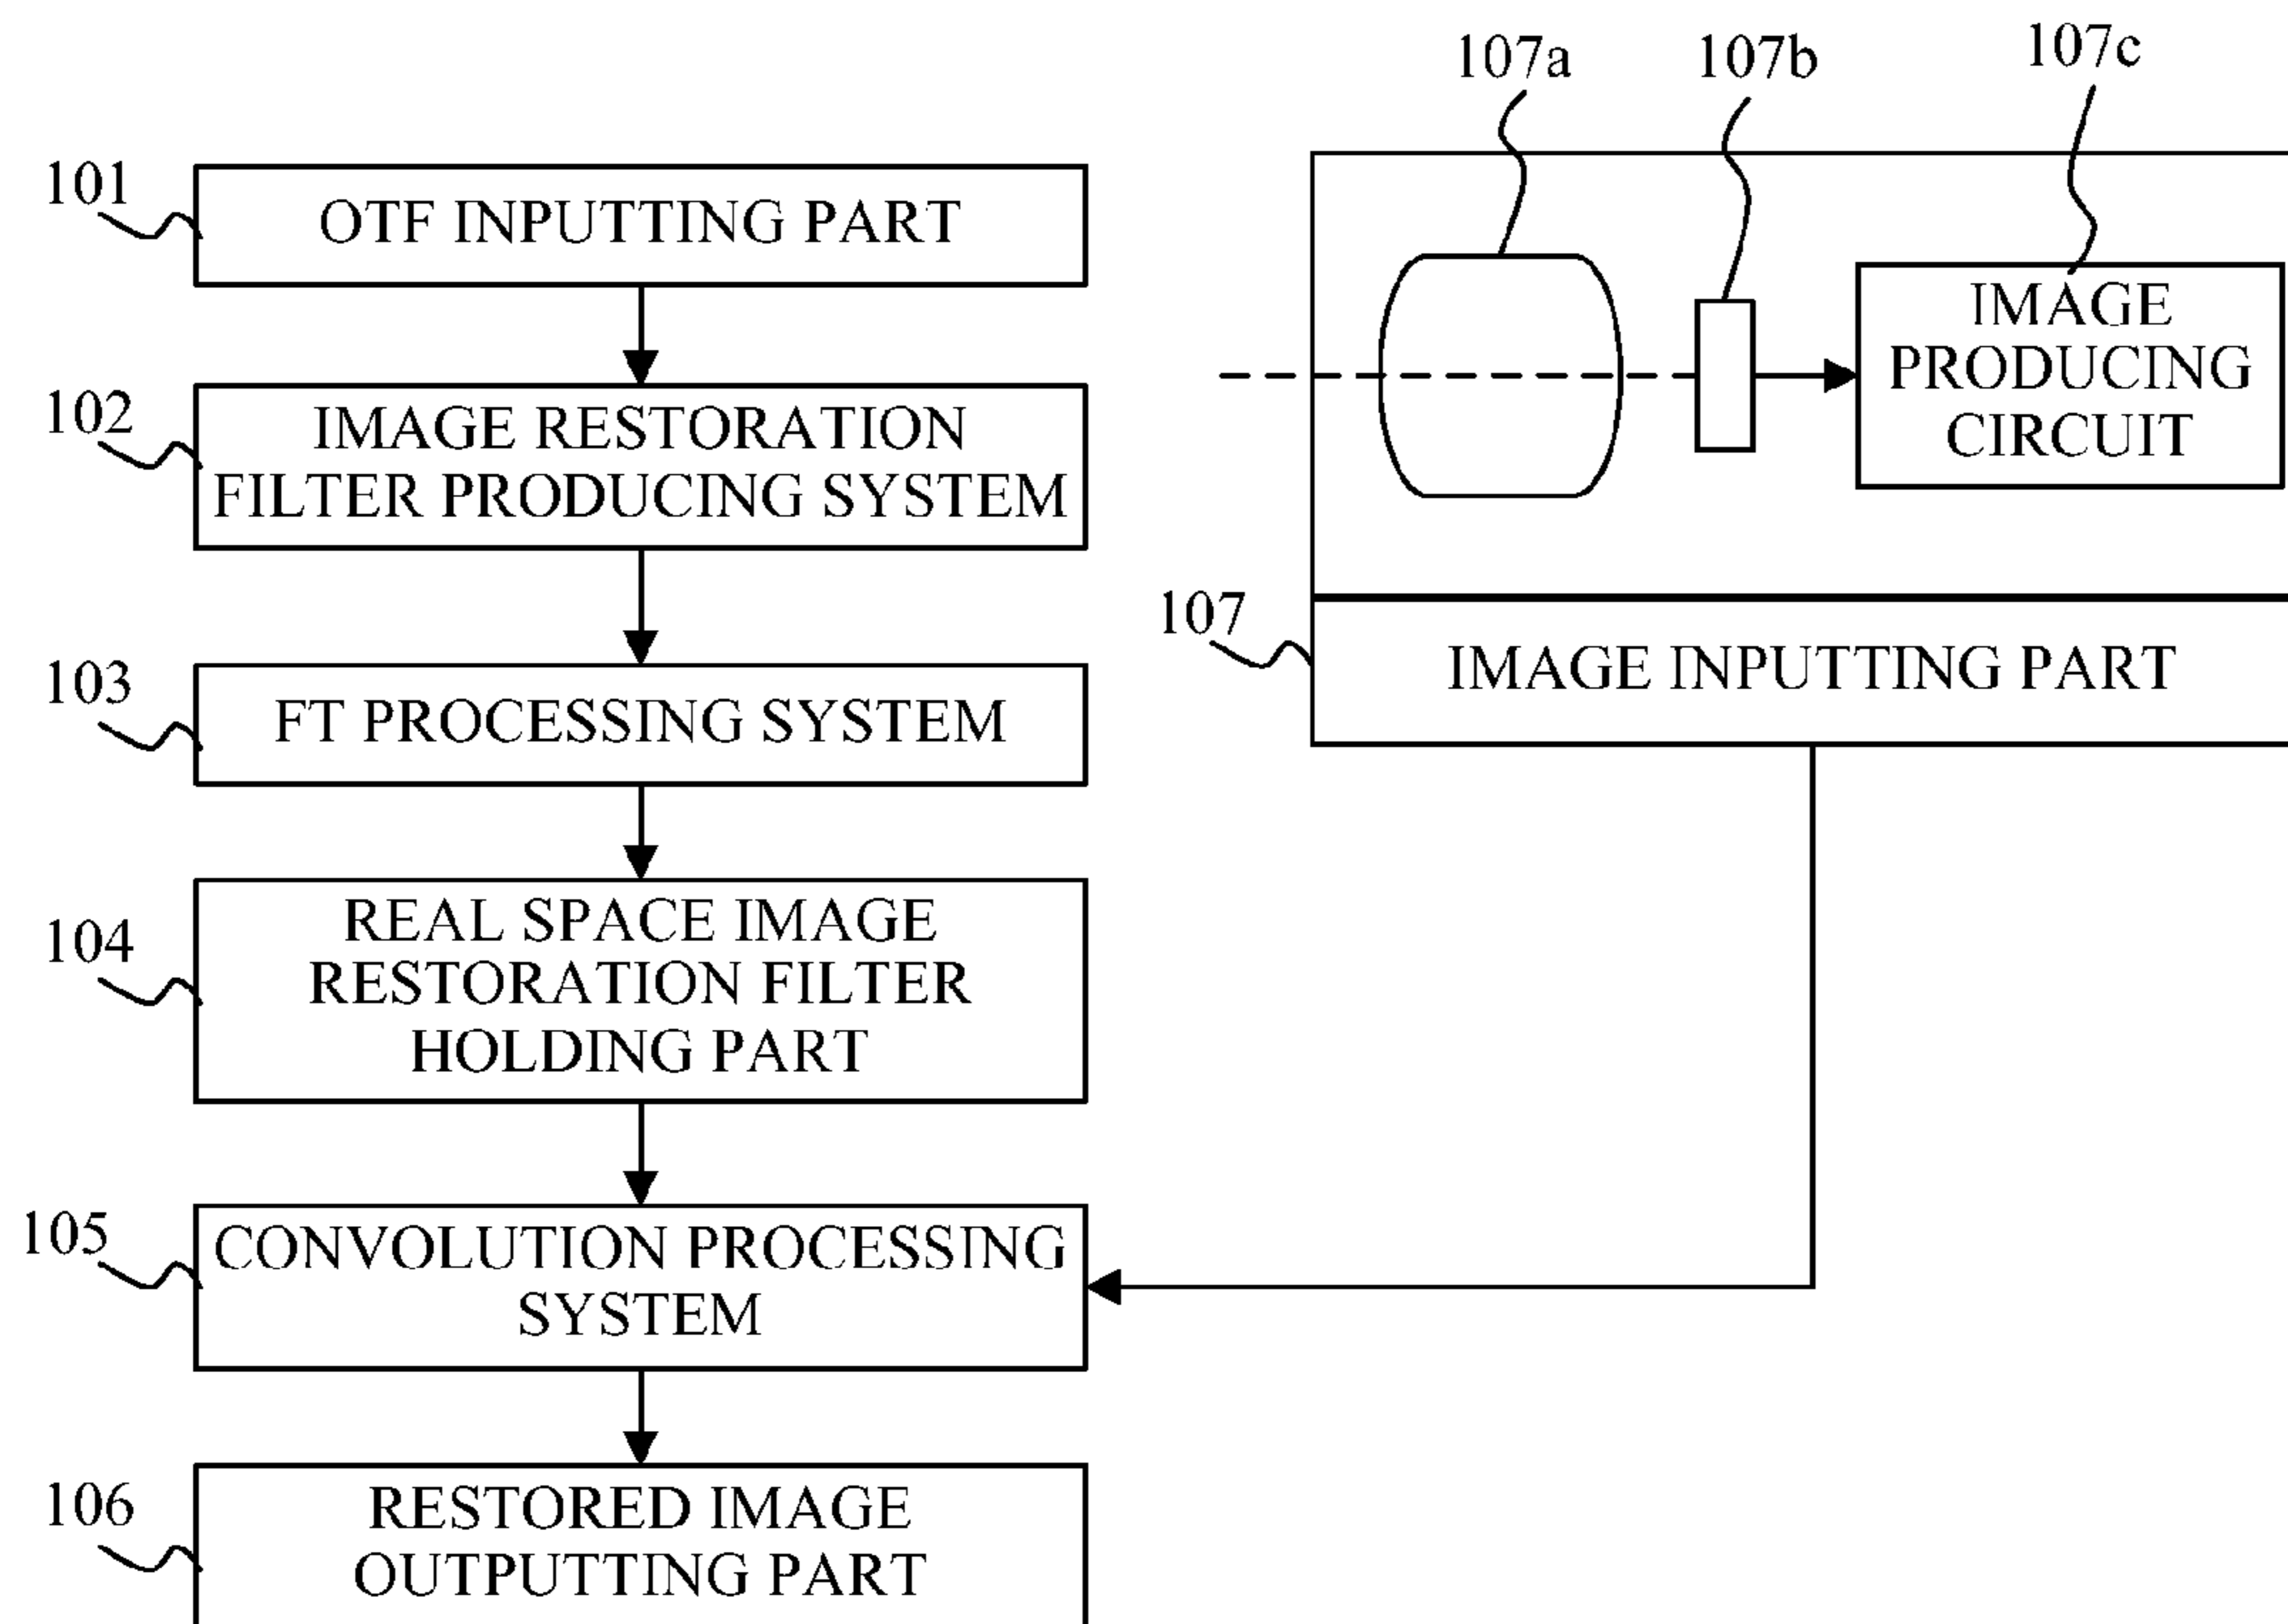 107a
107b
107c
101
OTF INPUTTING PART
IMAGE
PRODUCING
CIRCUIT
102
IMAGE RESTORATION
FILTER PRODUCING SYSTEM
107
IMAGE INPUTTING PART
103
FT PROCESSING SYSTEM
104
REAL SPACE IMAGE
RESTORATION FILTER
HOLDING PART
105
CONVOLUTION PROCESSING
SYSTEM
106
RESTORED IMAGE
OUTPUTTING PART